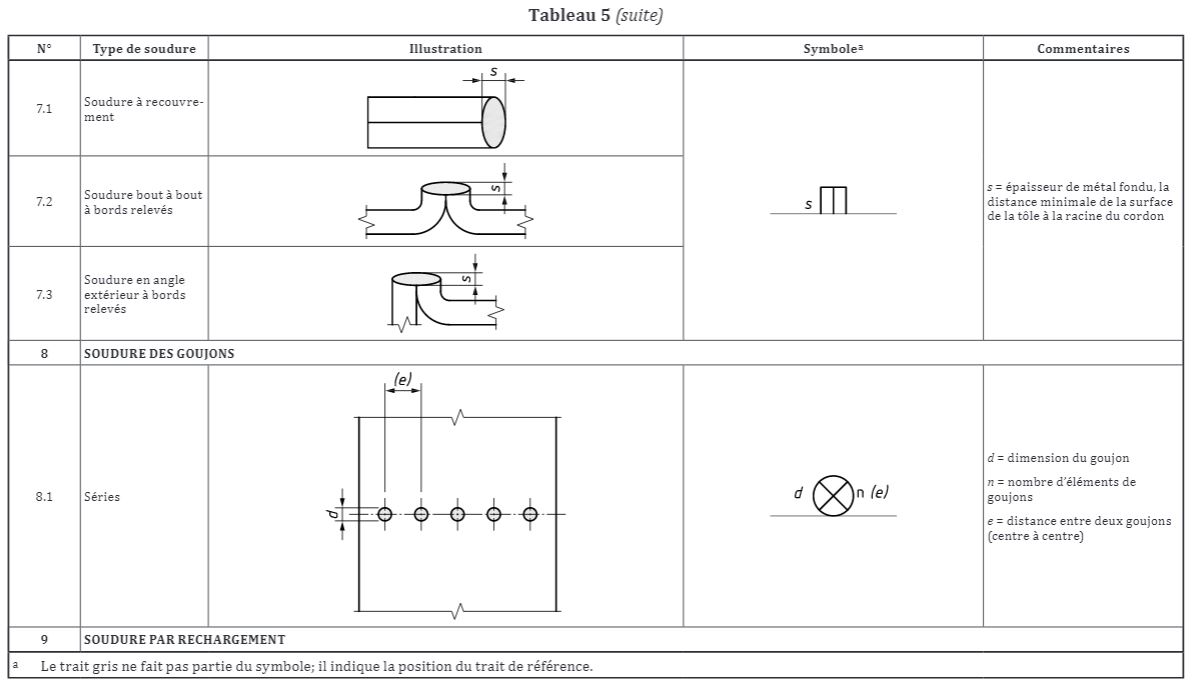 Tableau 5 (suite)
N° Type de soudure Illustration Symboleᵃ Commentaires
7.1 Soudure à recouvre-
ment
s
7.2 Soudure bout à bout
à bords relevés
s
7.3 Soudure en angle
extérieur à bords
relevés
s
s
s = épaisseur de métal fondu, la
distance minimale de la surface
de la tôle à la racine du cordon
8 SOUDURE DES GOUJONS
8.1 Séries
(e)
d
d n (e)
d = dimension du goujon
n = nombre d'éléments de
goujons
e = distance entre deux goujons
(centre à centre)
9 SOUDURE PAR RECHARGEMENT
ᵃ Le trait gris ne fait pas partie du symbole; il indique la position du trait de référence.